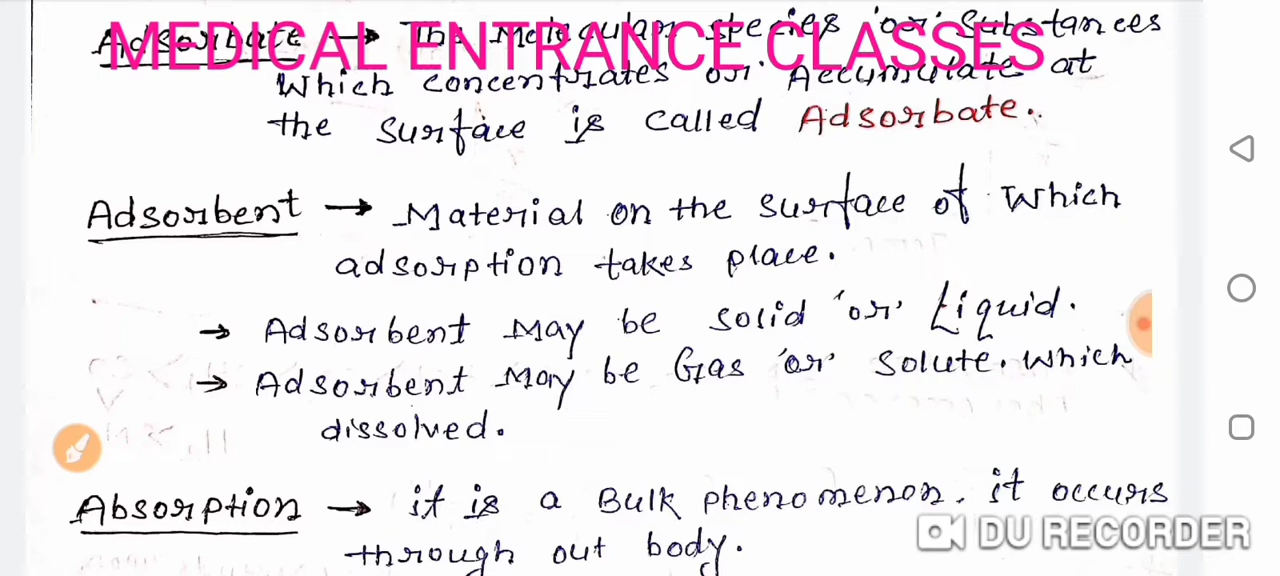 MEDICAL ENTRANCE CLASSES
Adsorbate → The Molecular species 'or' Substances
Which concentrates or Accumulate at
the surface is called Adsorbate.
Adsorbent → Material on the surface of which
adsorption takes place.
→ Adsorbent May be solid 'or' Liquid.
→ Adsorbent May be Gas 'or' solute. which
dissolved.
Absorption → it is a Bulk phenomenon. it occurs
through out body.
DU RECORDER